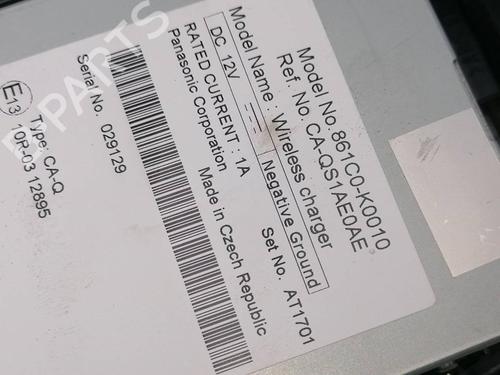 Model No. 861C0-K0010
Ref. No. CA-QS1AE0AE
Model Name : Wireless charger
DC 12V Negative Ground
RATED CURRENT : 1A Set No. AT1701
Panasonic Corporation Made in Czech Republic
Serial No. 029129
E13 Type: CA-Q
10R-03 12895
B PARTS